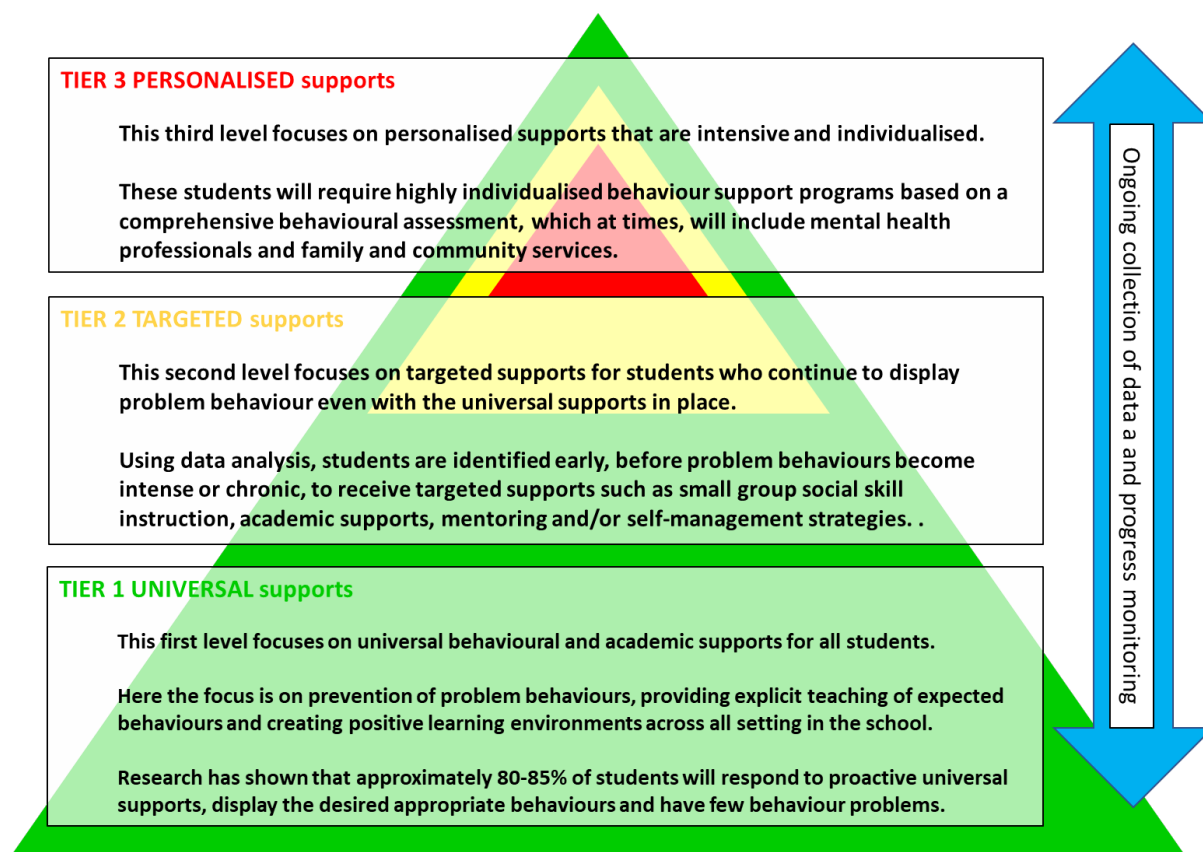 TIER 3 PERSONALISED supports
This third level focuses on personalised supports that are intensive and individualised.
These students will require highly individualised behaviour support programs based on a
comprehensive behavioural assessment, which at times, will include mental health
professionals and family and community services.
TIER 2 TARGETED supports
This second level focuses on targeted supports for students who continue to display
problem behaviour even with the universal supports in place.
Using data analysis, students are identified early, before problem behaviours become
intense or chronic, to receive targeted supports such as small group social skill
instruction, academic supports, mentoring and/or self-management strategies. .
TIER 1 UNIVERSAL supports
This first level focuses on universal behavioural and academic supports for all students.
Here the focus is on prevention of problem behaviours, providing explicit teaching of expected
behaviours and creating positive learning environments across all setting in the school.
Research has shown that approximately 80-85% of students will respond to proactive universal
supports, display the desired appropriate behaviours and have few behaviour problems.
Ongoing collection of data a and progress monitoring